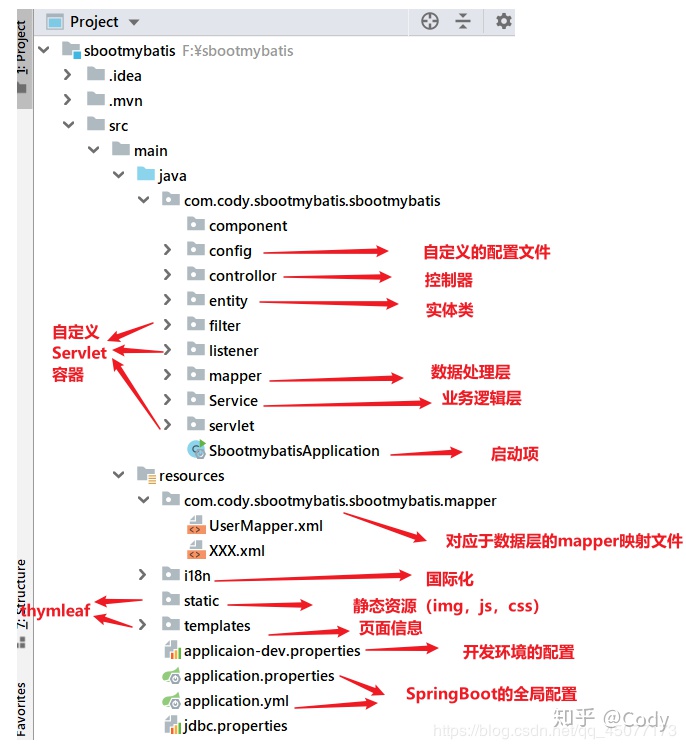 Project
1: Project
sbootmybatis F:¥sbootmybatis
.idea
.mvn
src
main
java
com.cody.sbootmybatis.sbootmybatis
component
config
自定义的配置文件
controllor
控制器
entity
实体类
filter
自定义
Servlet
容器
listener
mapper
数据处理层
Service
业务逻辑层
servlet
SbootmybatisApplication
启动项
resources
com.cody.sbootmybatis.sbootmybatis.mapper
UserMapper.xml
对应于数据层的mapper映射文件
XXX.xml
i18n
国际化
static
静态资源（img，js，css）
hymleaf
7: Structure
templates
页面信息
applicaion-dev.properties
开发环境的配置
application.properties
SpringBoot的全局配置
application.yml
jdbc.properties
Favorites
知乎 @Cody
https://blog.csdn.net/qq_45077173